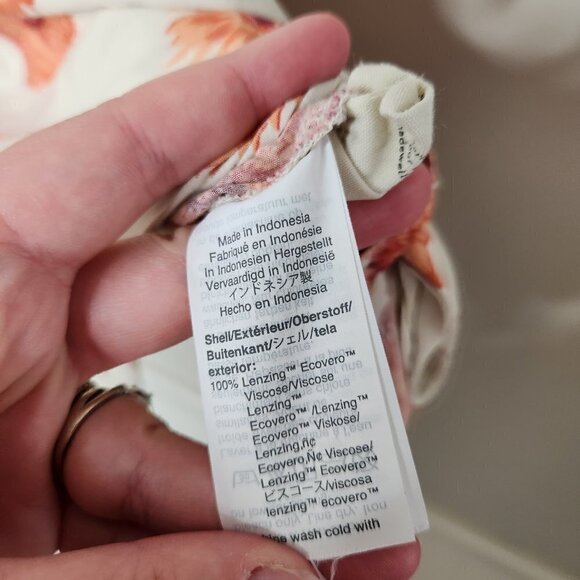 Made in Indonesia
Fabriqué en Indonésie
In Indonesien Hergestellt
Vervaardigd in Indonesië
インドネシア製
Hecho en Indonesia
Shell/Extérieur/Oberstoff/
Buitenkant/シェル/tela
exterior:
100% Lenzing™ Ecovero™
Viscose/Viscose
Lenzing™
Ecovero™/Lenzing™
Ecovero™ Viskose/
Lenzing‚Ñ¢
Ecovero‚Ñ¢ Viscose/
Lenzing™ Ecovero™
ビスコース/viscosa
lenzing™ ecovero™
wash cold with